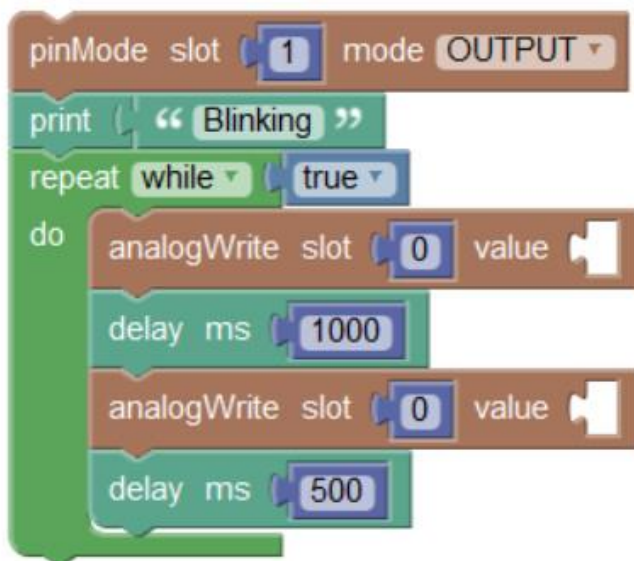 pinMode slot 1 mode OUTPUT
print “ Blinking ”
repeat while true
do analogWrite slot 0 value
delay ms 1000
analogWrite slot 0 value
delay ms 500